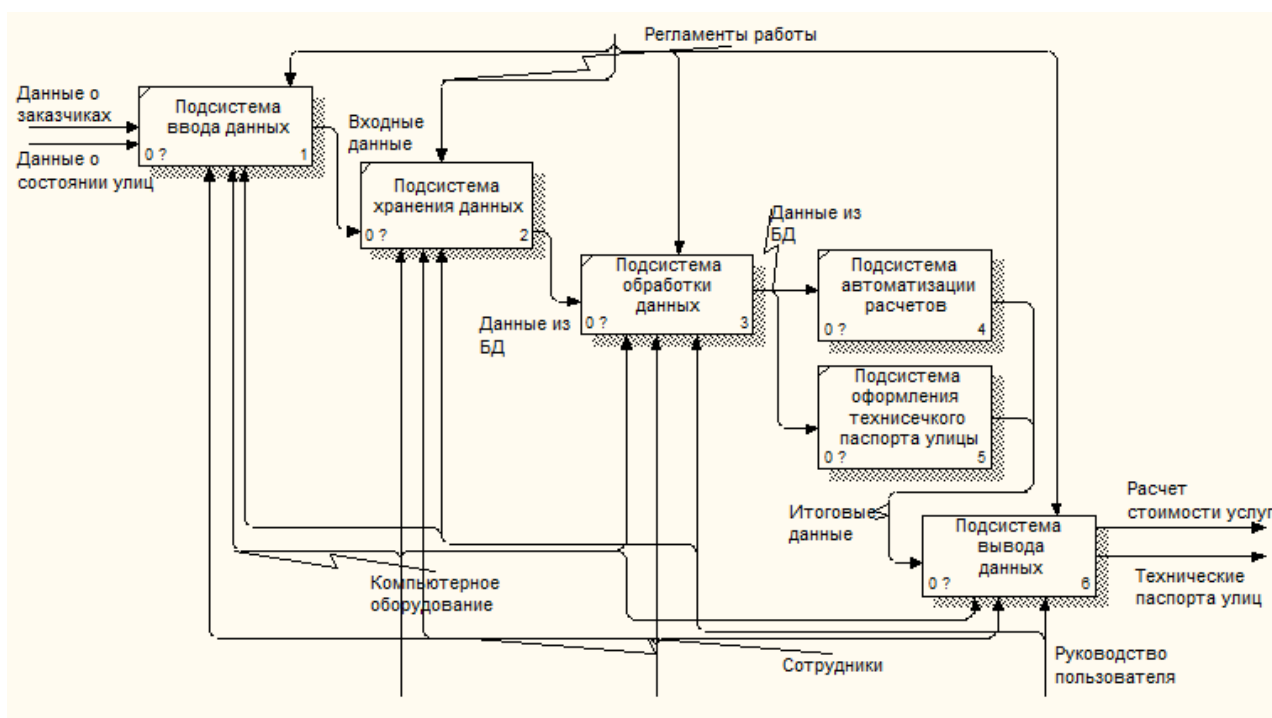 Регламенты работы
Данные о
заказчиках
Данные о
состоянии улиц
Подсистема
ввода данных
0 ?
1
Входные
данные
Подсистема
хранения данных
0 ?
2
Данные из
БД
Подсистема
обработки
данных
0 ?
3
Данные из
БД
Подсистема
автоматизации
расчетов
0 ?
4
Подсистема
оформления
технисечкого
паспорта улицы
0 ?
5
Итоговые
данные
Подсистема
вывода
данных
0 ?
6
Расчет
стоимости услуг
Технические
паспорта улиц
Компьютерное
оборудование
Сотрудники
Руководство
пользователя